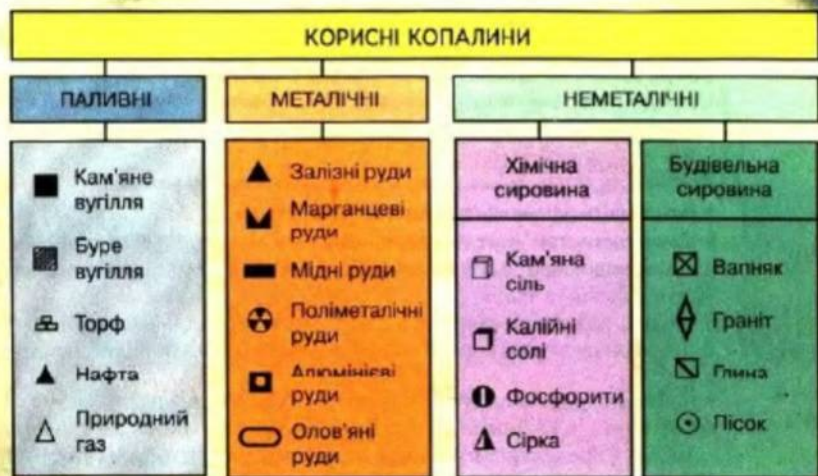 КОРИСНІ КОПАЛИНИ
ПАЛИВНІ
МЕТАЛІЧНІ
НЕМЕТАЛІЧНІ
Кам'яне
вугілля
Буре
вугілля
Торф
Нафта
Природний
газ
Залізні руди
Марганцеві
руди
Мідні руди
Поліметалічні
руди
Алюмінієві
руди
Олов'яні
руди
Хімічна
сировина
Кам'яна
сіль
Калійні
солі
Фосфорити
Сірка
Будівельна
сировина
Вапняк
Граніт
Глина
Пісок